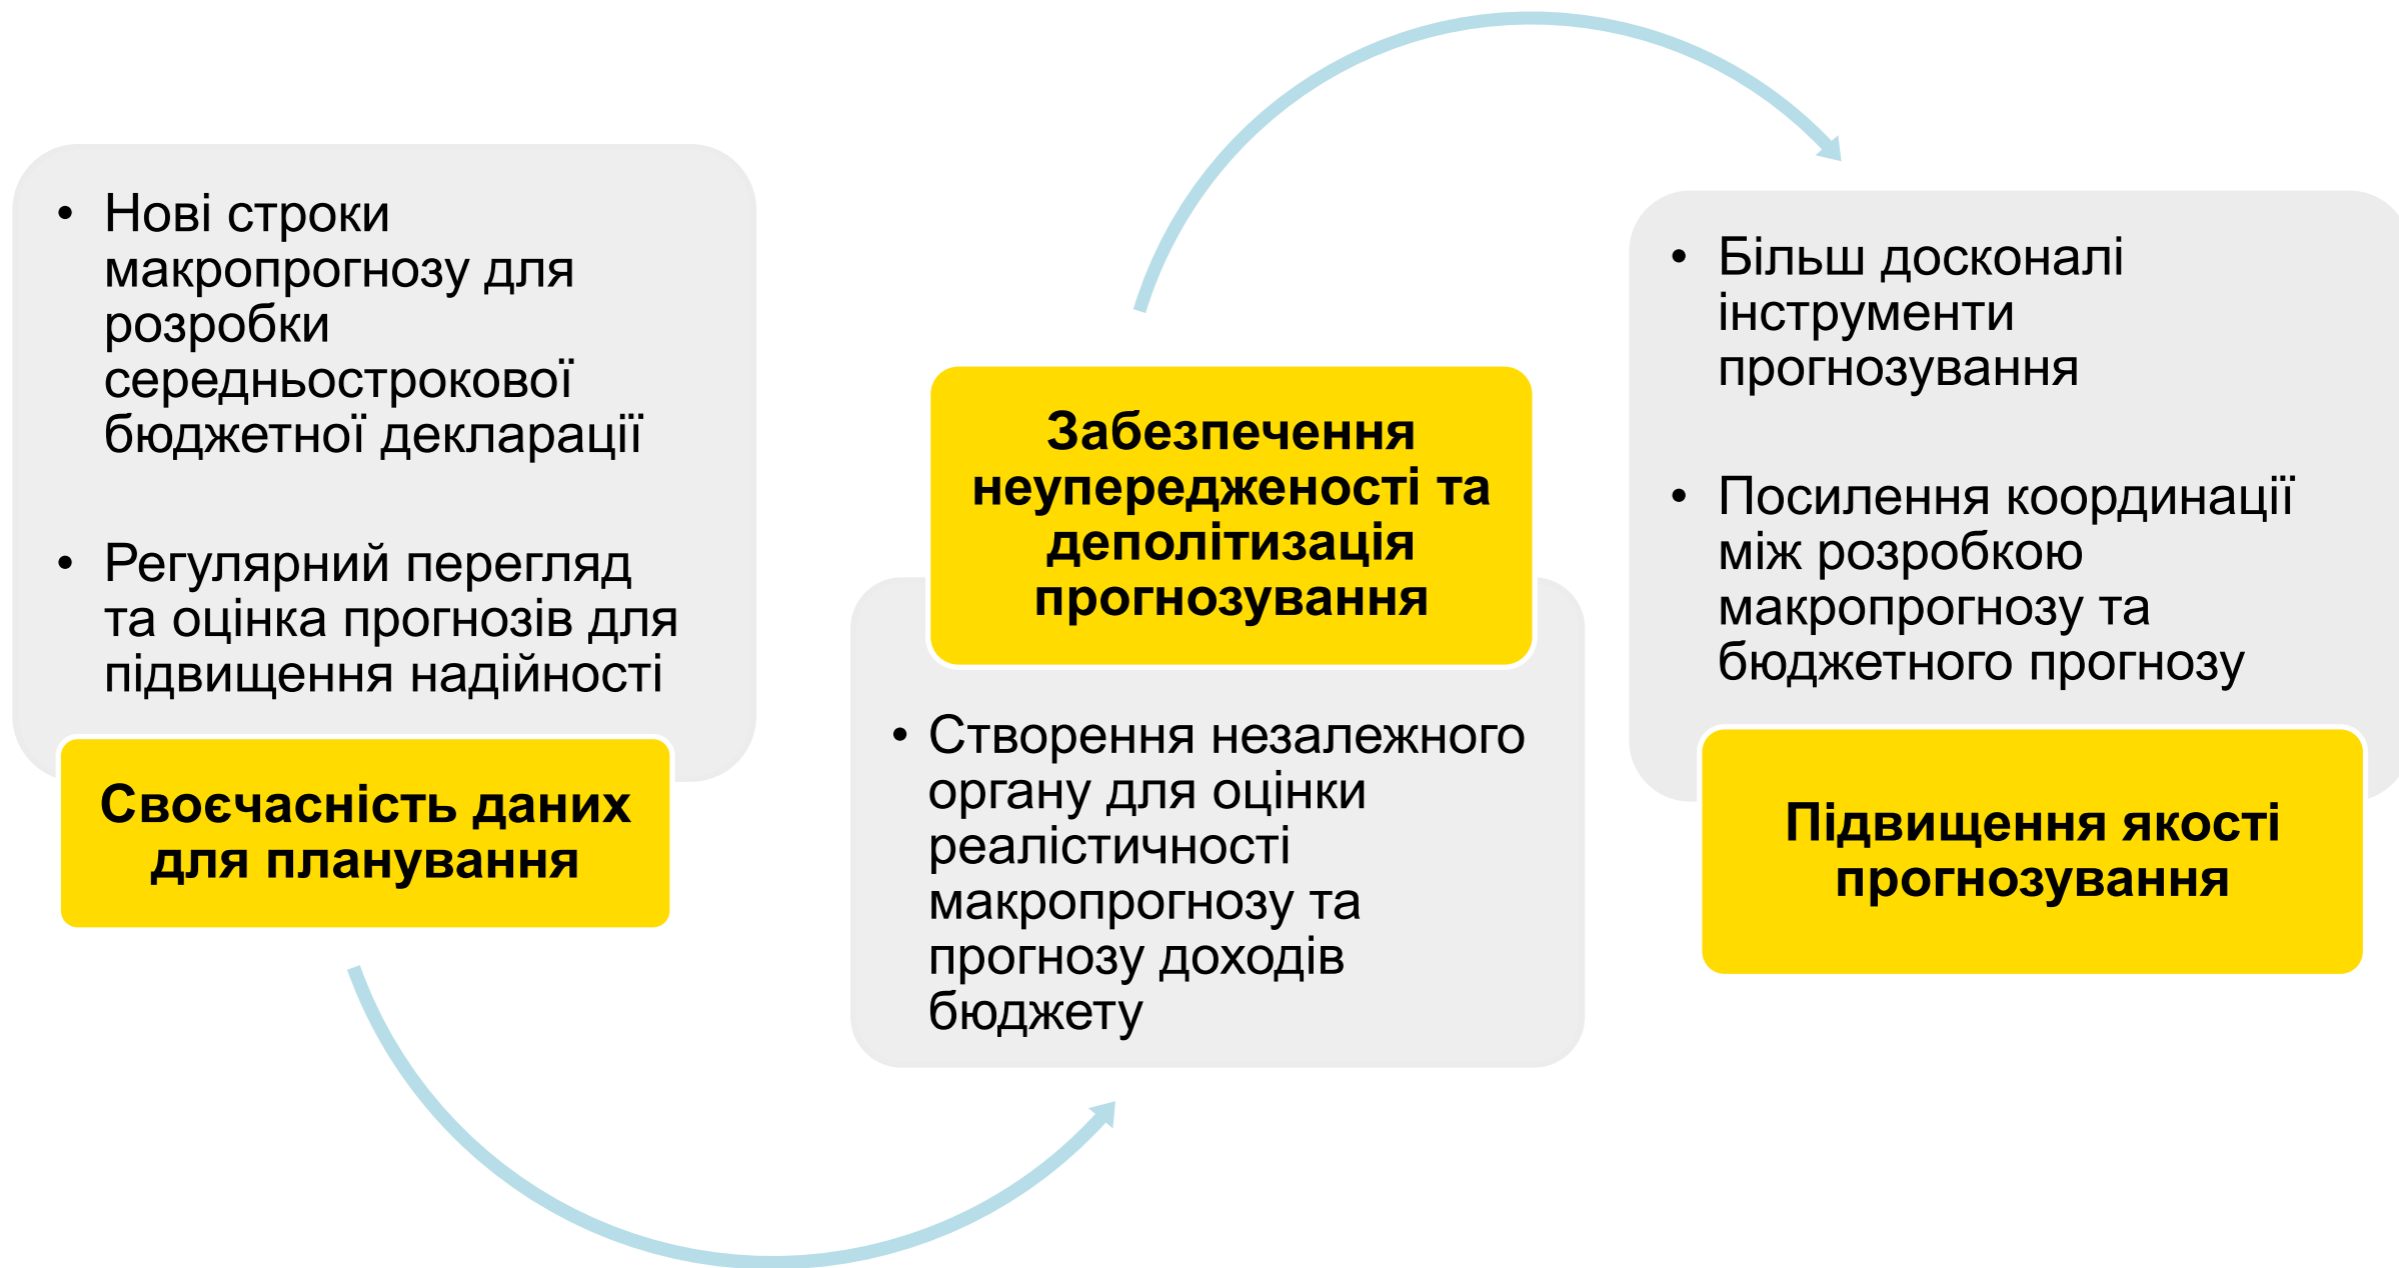 • Нові строки
макропрогнозу для
розробки
середньострокової
бюджетної декларації
• Регулярний перегляд
та оцінка прогнозів для
підвищення надійності
Своєчасність даних
для планування
Забезпечення
неупередженості та
деполітизація
прогнозування
• Створення незалежного
органу для оцінки
реалістичності
макропрогнозу та
прогнозу доходів
бюджету
• Більш досконалі
інструменти
прогнозування
• Посилення координації
між розробкою
макропрогнозу та
бюджетного прогнозу
Підвищення якості
прогнозування